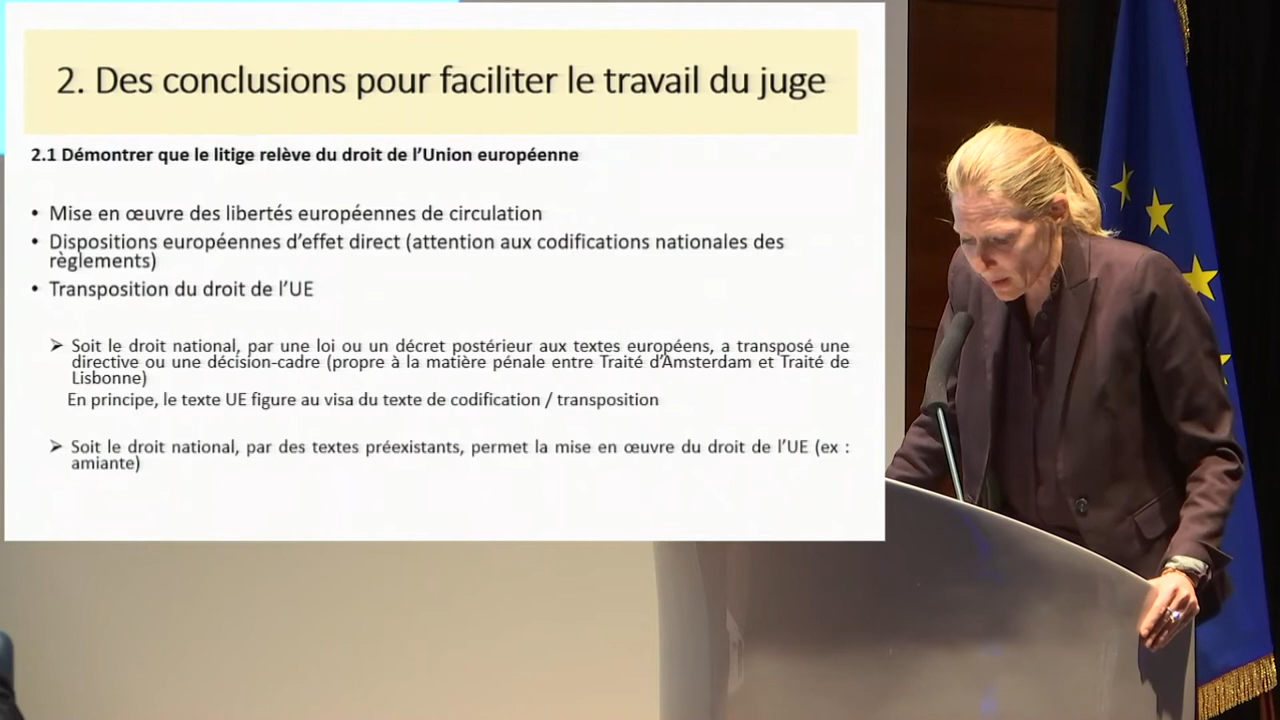 2. Des conclusions pour faciliter le travail du juge
2.1 Démontrer que le litige relève du droit de l’Union européenne
• Mise en œuvre des libertés européennes de circulation
• Dispositions européennes d’effet direct (attention aux codifications nationales des
règlements)
• Transposition du droit de l’UE
➢ Soit le droit national, par une loi ou un décret postérieur aux textes européens, a transposé une
directive ou une décision-cadre (propre à la matière pénale entre Traité d’Amsterdam et Traité de
Lisbonne)
En principe, le texte UE figure au visa du texte de codification / transposition
➢ Soit le droit national, par des textes préexistants, permet la mise en œuvre du droit de l’UE (ex :
amiante)